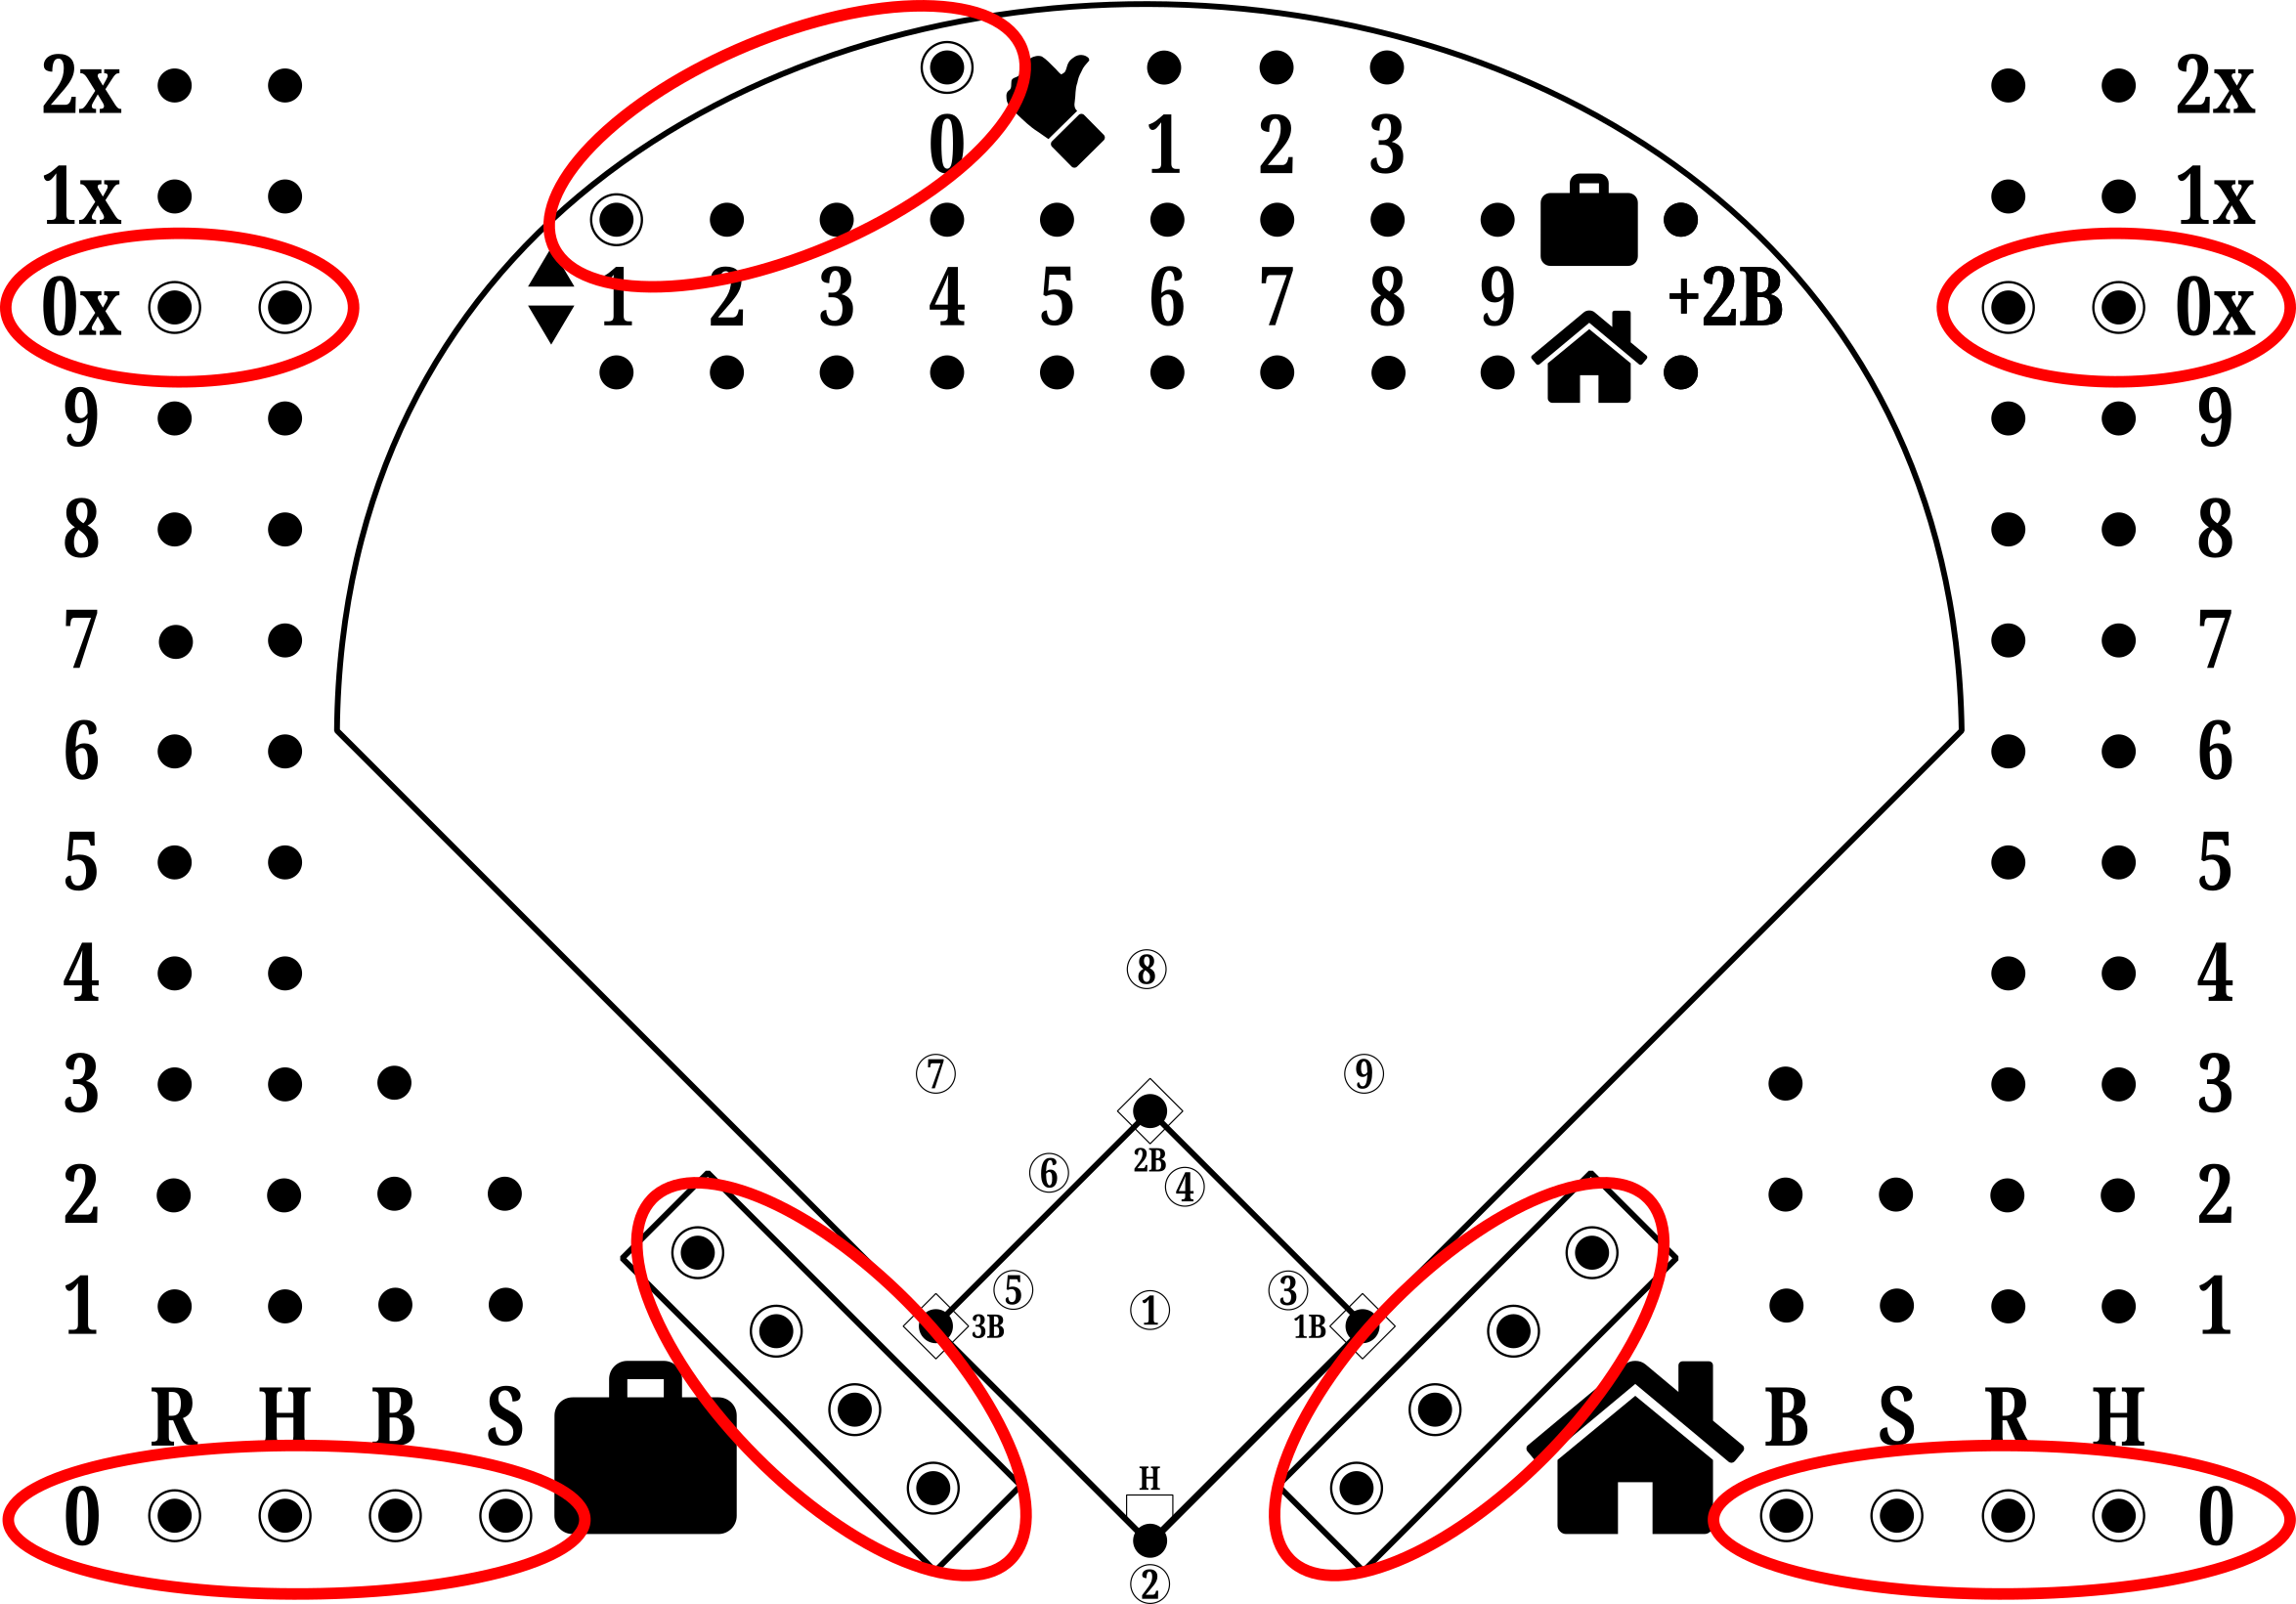 2x 2x
0 1 2 3
1x 1x
0x 1 2 3 4 5 6 7 8 9 +2B 0x
9 9
8 8
7 7
6 6
5 5
4 ⑧ 4
3 ⑦ ⑨ 3
2 ⑥ 2B ④ 2
1 ⑤ 3B ① ③ 1B 1
R H B S B S R H
H
0 0
②